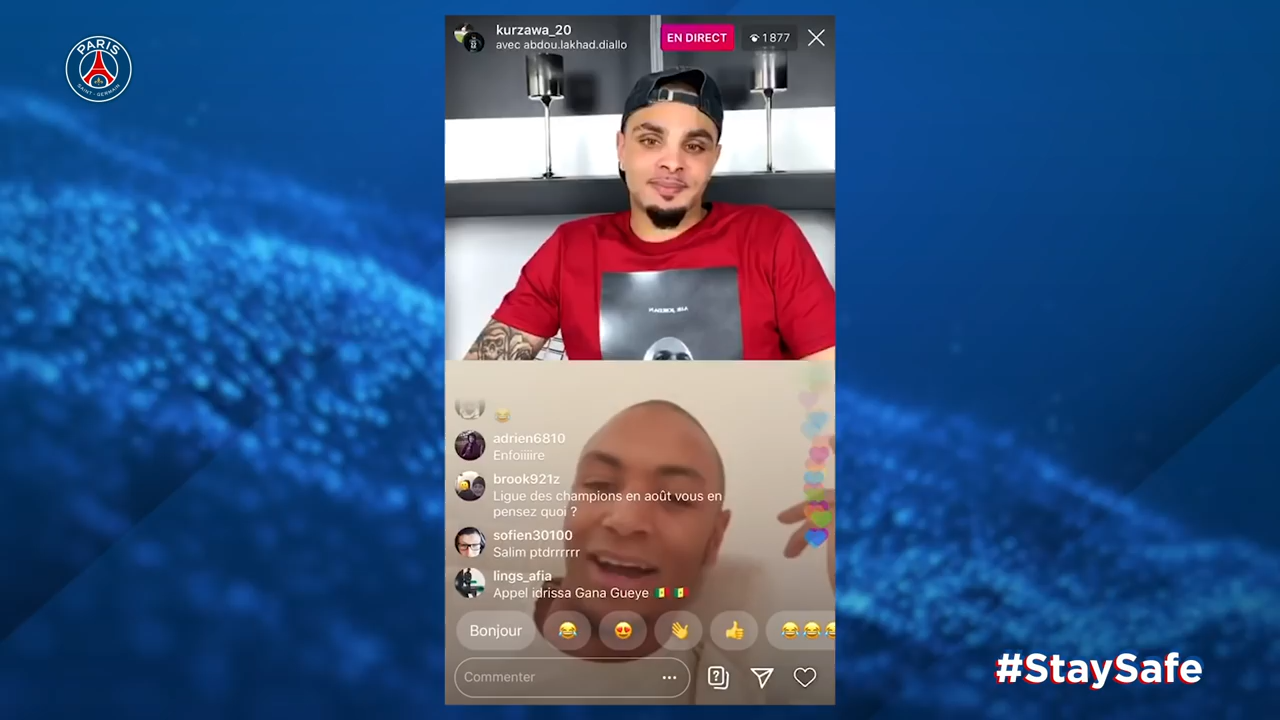 PARIS
SAINT-GERMAIN
kurzawa_20
avec abdou.lakhad.diallo
EN DIRECT
1877
adrien6810
Enfoiiiire
brook921z
Ligue des champions en août vous en
pensez quoi ?
sofien30100
Salim ptdrrrrrr
lings_afia
Appel idrissa Gana Gueye 🇸🇳 🇸🇳
Bonjour
Commenter
#StaySafe